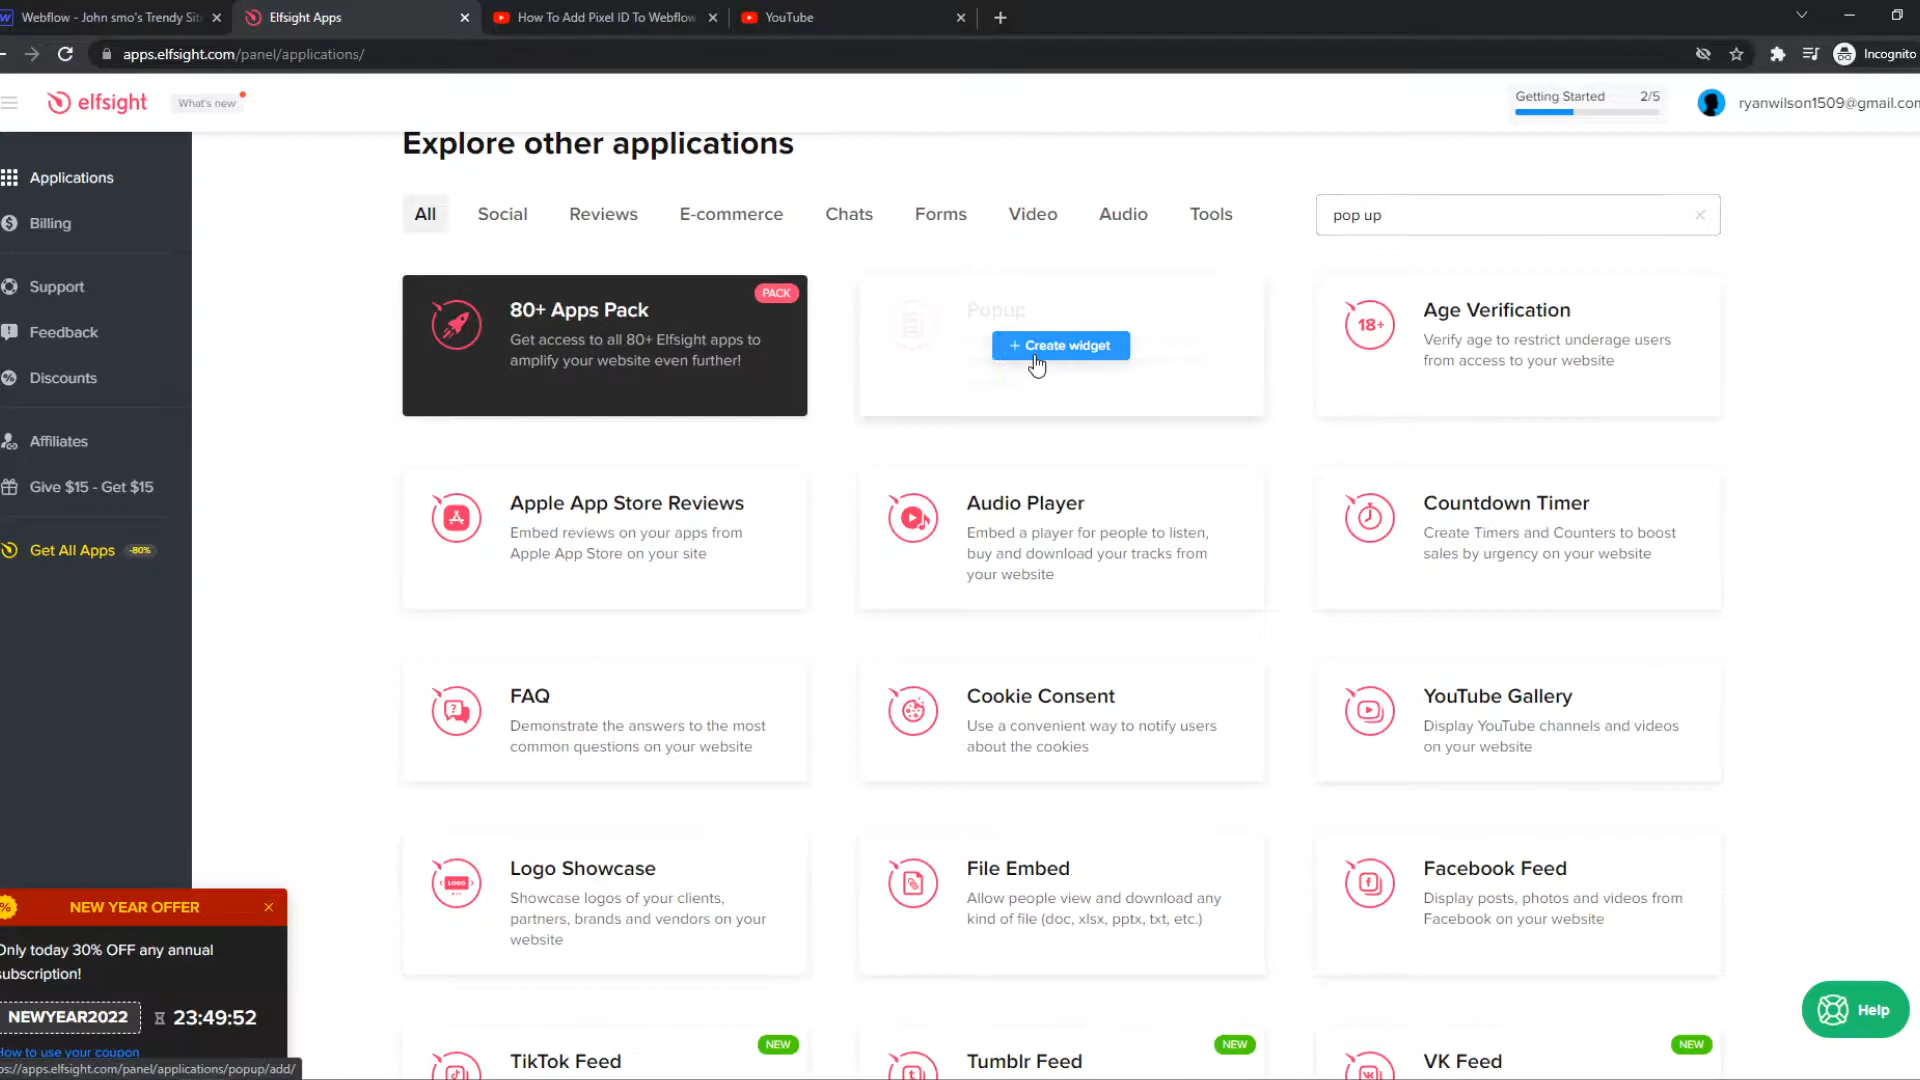 Webflow - John smo's Trendy Sit
Elfsight Apps
How To Add Pixel ID To Webflow
YouTube
apps.elfsight.com/panel/applications/
Incognito
elfsight
What's new
Getting Started 2/5
ryanwilson1509@gmail.com
Explore other applications
All Social Reviews E-commerce Chats Forms Video Audio Tools
pop up
Applications
Billing
Support
Feedback
Discounts
Affiliates
Give $15 - Get $15
Get All Apps -80%
80+ Apps Pack
PACK
Get access to all 80+ Elfsight apps to
amplify your website even further!
Popup
+ Create widget
18+
Age Verification
Verify age to restrict underage users
from access to your website
Apple App Store Reviews
Embed reviews on your apps from
Apple App Store on your site
Audio Player
Embed a player for people to listen,
buy and download your tracks from
your website
Countdown Timer
Create Timers and Counters to boost
sales by urgency on your website
FAQ
Demonstrate the answers to the most
common questions on your website
Cookie Consent
Use a convenient way to notify users
about the cookies
YouTube Gallery
Display YouTube channels and videos
on your website
LOGO
Logo Showcase
Showcase logos of your clients,
partners, brands and vendors on your
website
File Embed
Allow people view and download any
kind of file (doc, xlsx, pptx, txt, etc.)
Facebook Feed
Display posts, photos and videos from
Facebook on your website
TikTok Feed
NEW
Tumblr Feed
NEW
VK Feed
NEW
NEW YEAR OFFER
Only today 30% OFF any annual
subscription!
NEWYEAR2022
23:49:52
How to use your coupon
ps://apps.elfsight.com/panel/applications/popup/add/
Help